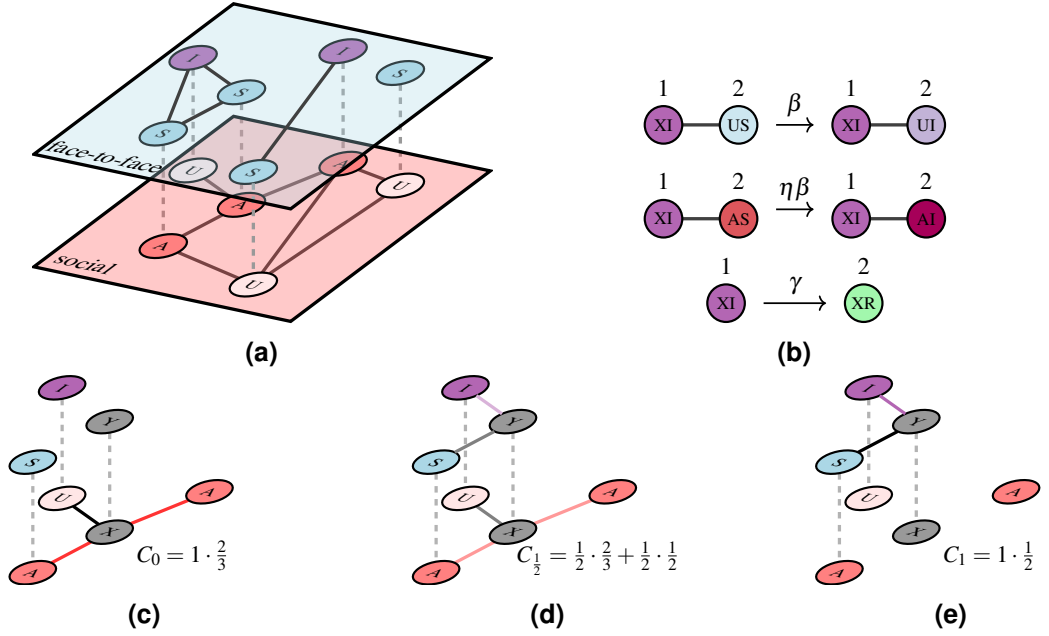 I
I
S
S
S
face-to-face
U
S
A
U
A
A
U
social
(a)
1 2 1 2
XI US β XI UI
1 2 1 2
XI AS ηβ XI AI
1 2
XI γ XR
(b)
I
Y
S
U
A
X
A
C₀ = 1 · 2/3
(c)
I
Y
S
U
A
X
A
C_{1/2} = 1/2 · 2/3 + 1/2 · 1/2
(d)
I
Y
S
U
A
X
A
C₁ = 1 · 1/2
(e)